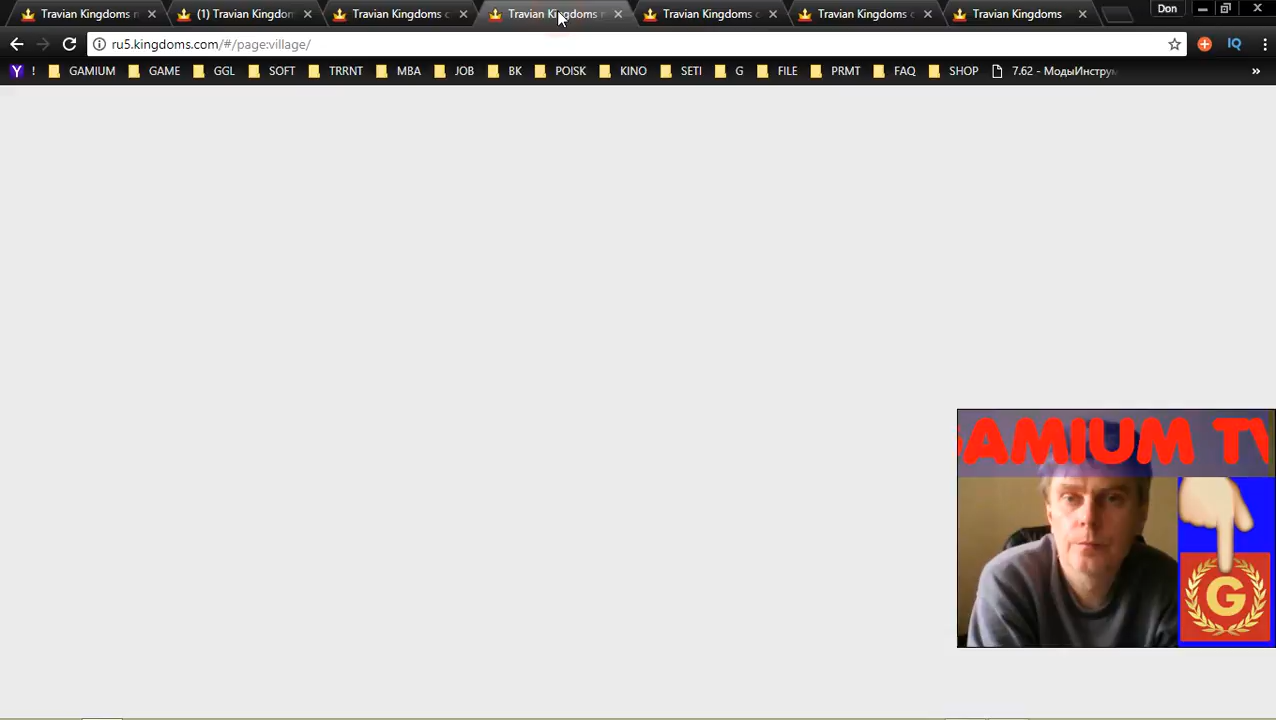 Travian Kingdoms
(1) Travian Kingdom
Travian Kingdoms c
Travian Kingdoms
Travian Kingdoms c
Travian Kingdoms c
Travian Kingdoms
Don
ru5.kingdoms.com/#/page:village/
!
GAMIUM
GAME
GGL
SOFT
TRRNT
MBA
JOB
BK
POISK
KINO
SETI
G
FILE
PRMT
FAQ
SHOP
7.62 - МодыИнструм
»
GAMIUM TV
G